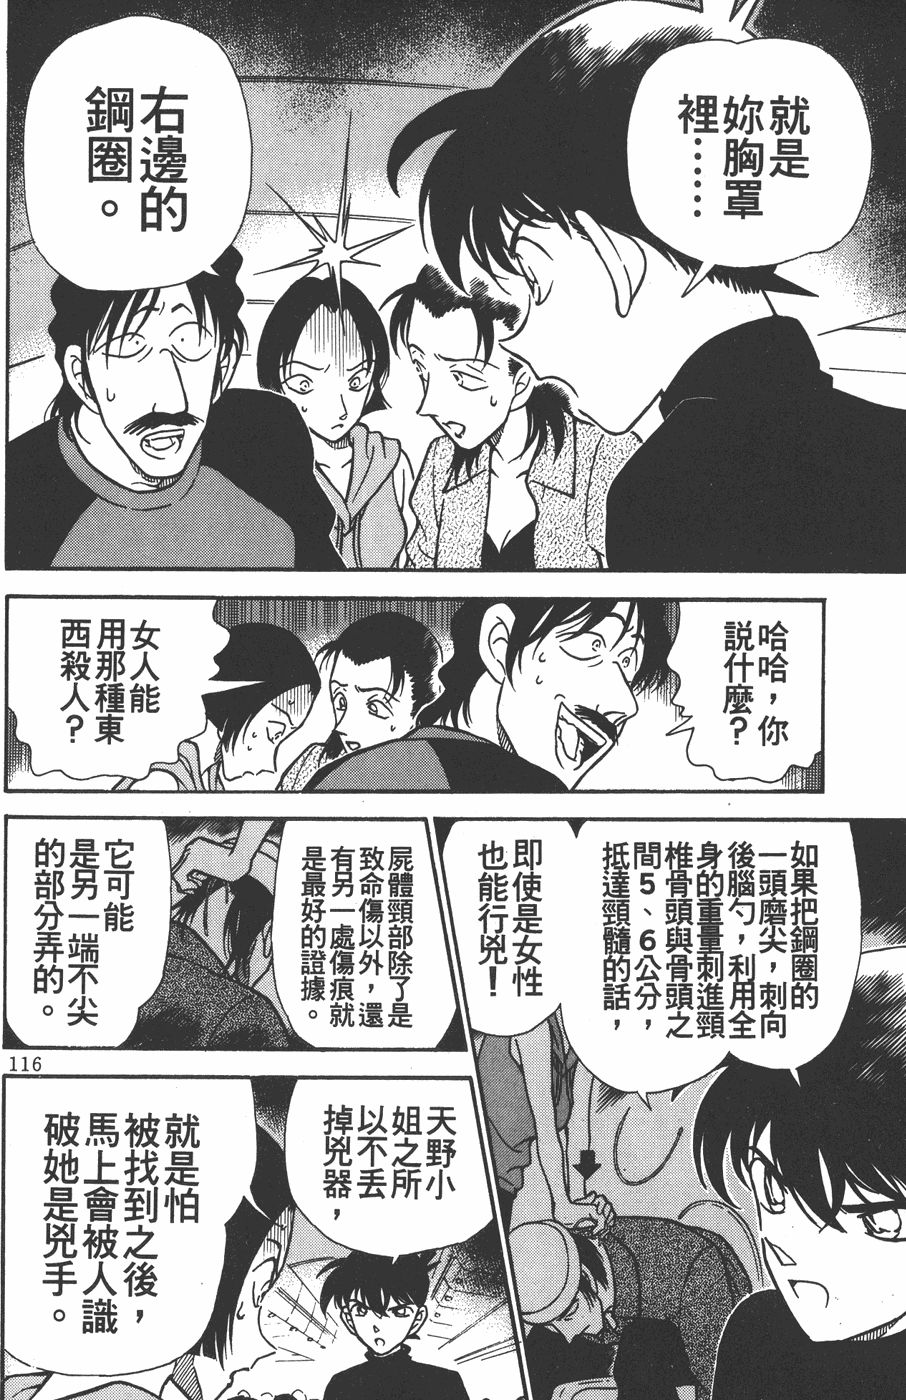 就是
妳胸罩
裡……
右邊的
鋼圈。
哈哈，你
說什麼？
女人能
用那種東
西殺人？
如果把鋼圈的
一頭磨尖，刺向
後腦勺，利用全
身的重量刺進頸
椎骨頭與骨頭之
間5、6公分，
抵達頸髓的話，
即使是女性
也能行兇！
屍體頸部除了是
致命傷以外，還
有另一處傷痕就
是最好的證據。
它可能
是另一端不尖
的部分弄的。
天野小
姐之所
以不丟
掉兇器，
就是怕
被找到之後，
馬上會被人識
破她是兇手。
116